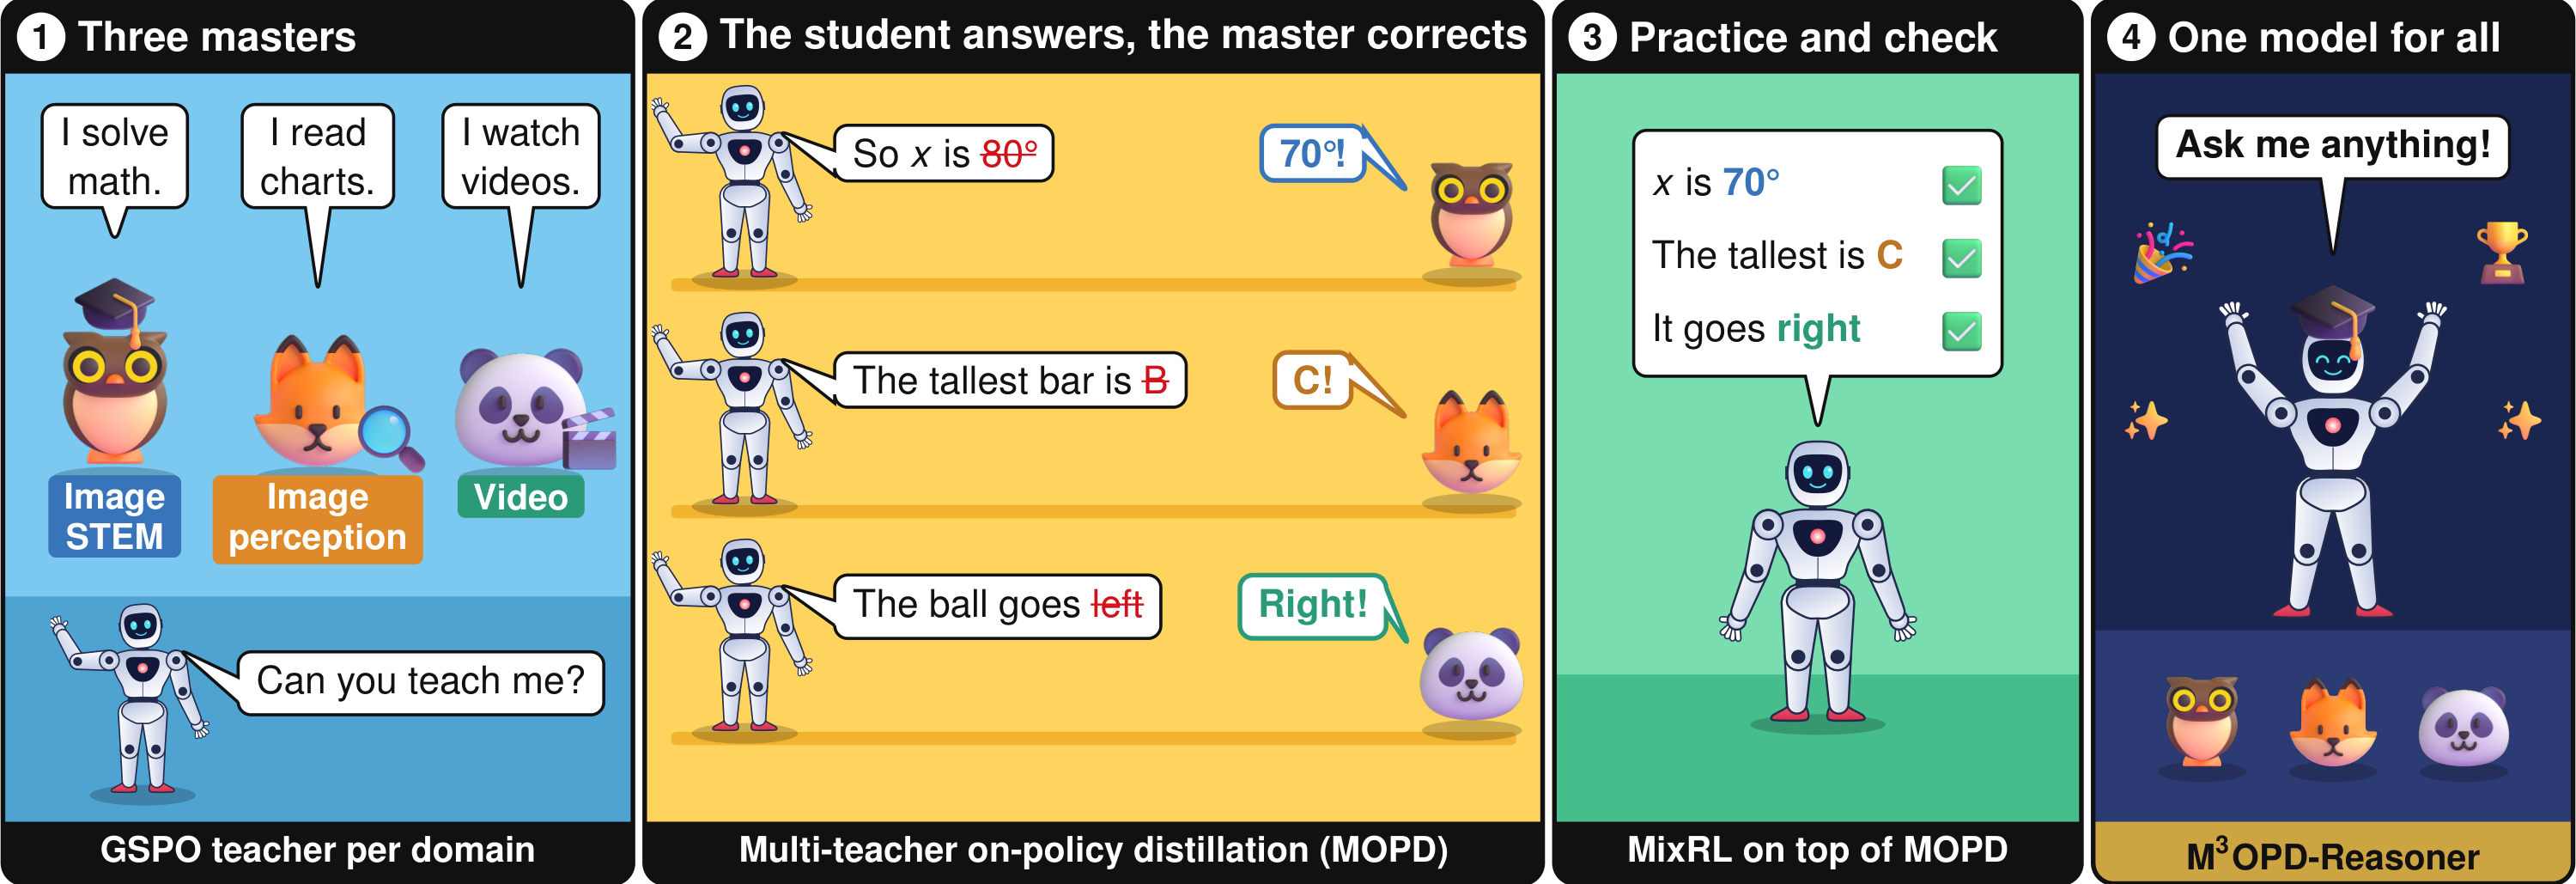 1 Three masters
I solve
math.
I read
charts.
I watch
videos.
Image
STEM
Image
perception
Video
Can you teach me?
GSPO teacher per domain
2 The student answers, the master corrects
So x is 80°
70°!
The tallest bar is B
C!
The ball goes left
Right!
Multi-teacher on-policy distillation (MOPD)
3 Practice and check
x is 70°
The tallest is C
It goes right
MixRL on top of MOPD
4 One model for all
Ask me anything!
M³OPD-Reasoner